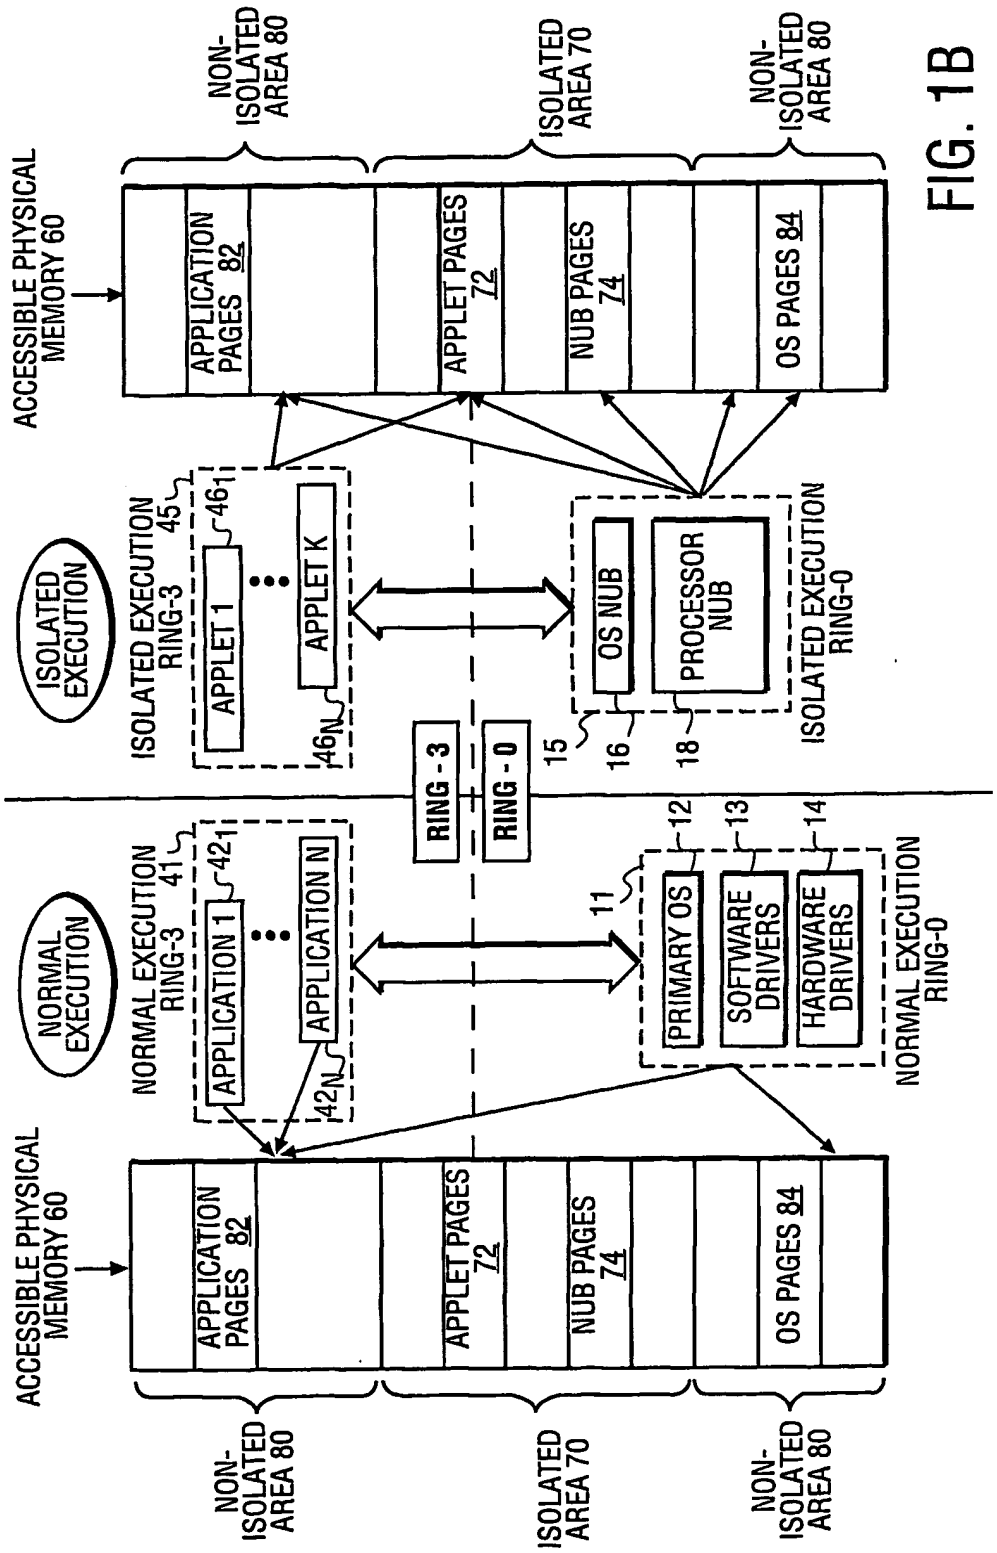 ACCESSIBLE PHYSICAL
MEMORY 60
NORMAL
EXECUTION
ISOLATED
EXECUTION
ACCESSIBLE PHYSICAL
MEMORY 60
NON-
ISOLATED
AREA 80
APPLICATION
PAGES 82
NORMAL EXECUTION
RING-3
41
APPLICATION 1
42₁
APPLICATION N
42N
ISOLATED EXECUTION
RING-3
45
APPLET 1
46₁
APPLET K
46N
APPLICATION
PAGES 82
NON-
ISOLATED
AREA 80
ISOLATED
AREA 70
APPLET PAGES
72
NUB PAGES
74
RING - 3
RING - 0
APPLET PAGES
72
NUB PAGES
74
ISOLATED
AREA 70
NON-
ISOLATED
AREA 80
OS PAGES 84
11
PRIMARY OS
12
SOFTWARE
DRIVERS
13
HARDWARE
DRIVERS
14
NORMAL EXECUTION
RING-0
15
OS NUB
16
PROCESSOR
NUB
18
ISOLATED EXECUTION
RING-0
OS PAGES 84
NON-
ISOLATED
AREA 80
FIG. 1B